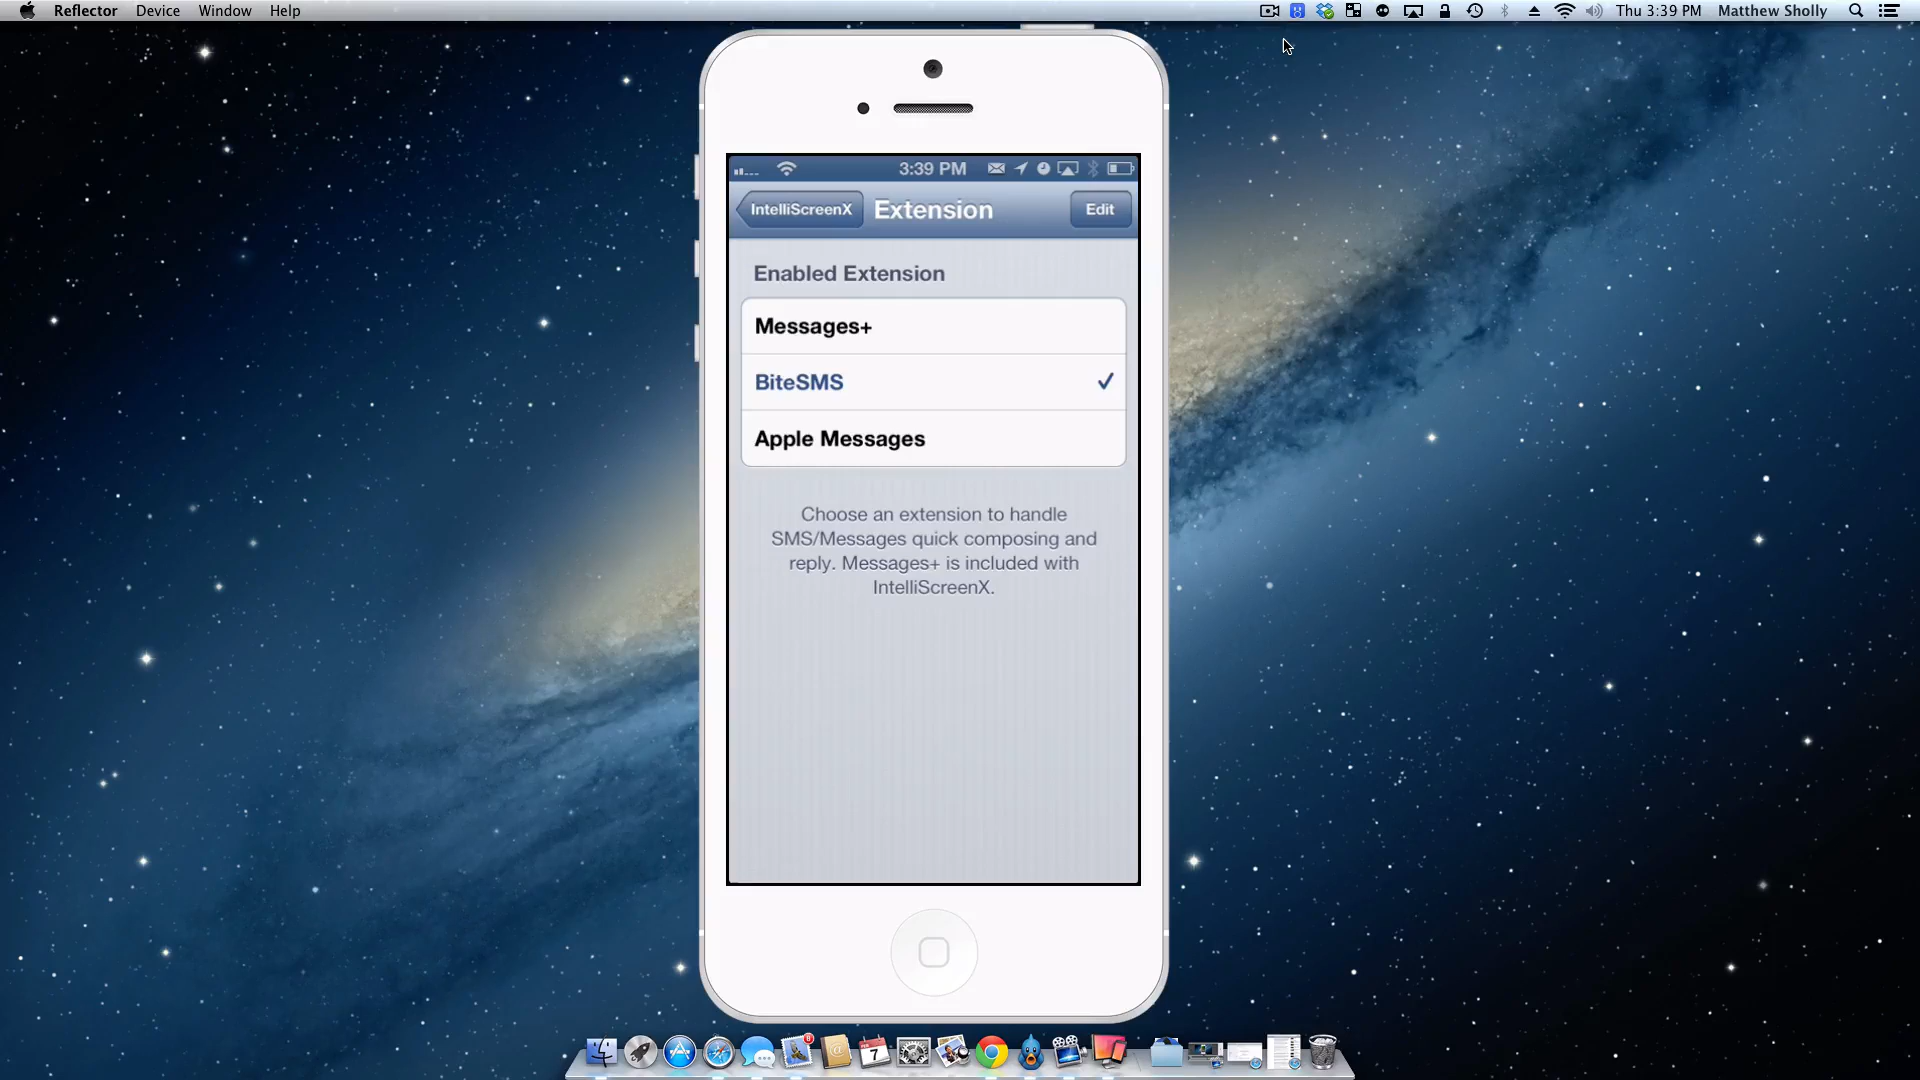 Reflector Device Window Help Thu 3:39 PM Matthew Sholly
3:39 PM
IntelliScreenX Extension Edit
Enabled Extension
Messages+
BiteSMS
Apple Messages
Choose an extension to handle
SMS/Messages quick composing and
reply. Messages+ is included with
IntelliScreenX.
7